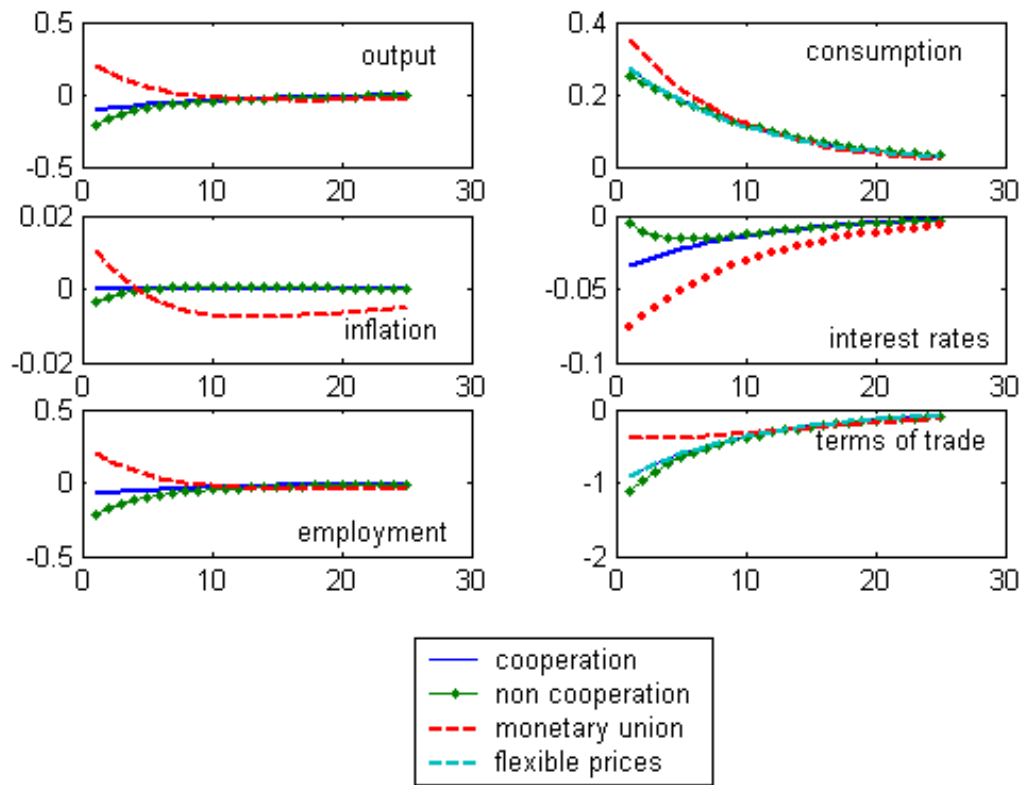 0.5
output
0
-0.5
0 10 20 30
0.4
consumption
0.2
0
0 10 20 30
0.02
0
inflation
-0.02
0 10 20 30
0
-0.05
interest rates
-0.1
0 10 20 30
0.5
0
employment
-0.5
0 10 20 30
0
terms of trade
-1
-2
0 10 20 30
cooperation
non cooperation
monetary union
flexible prices